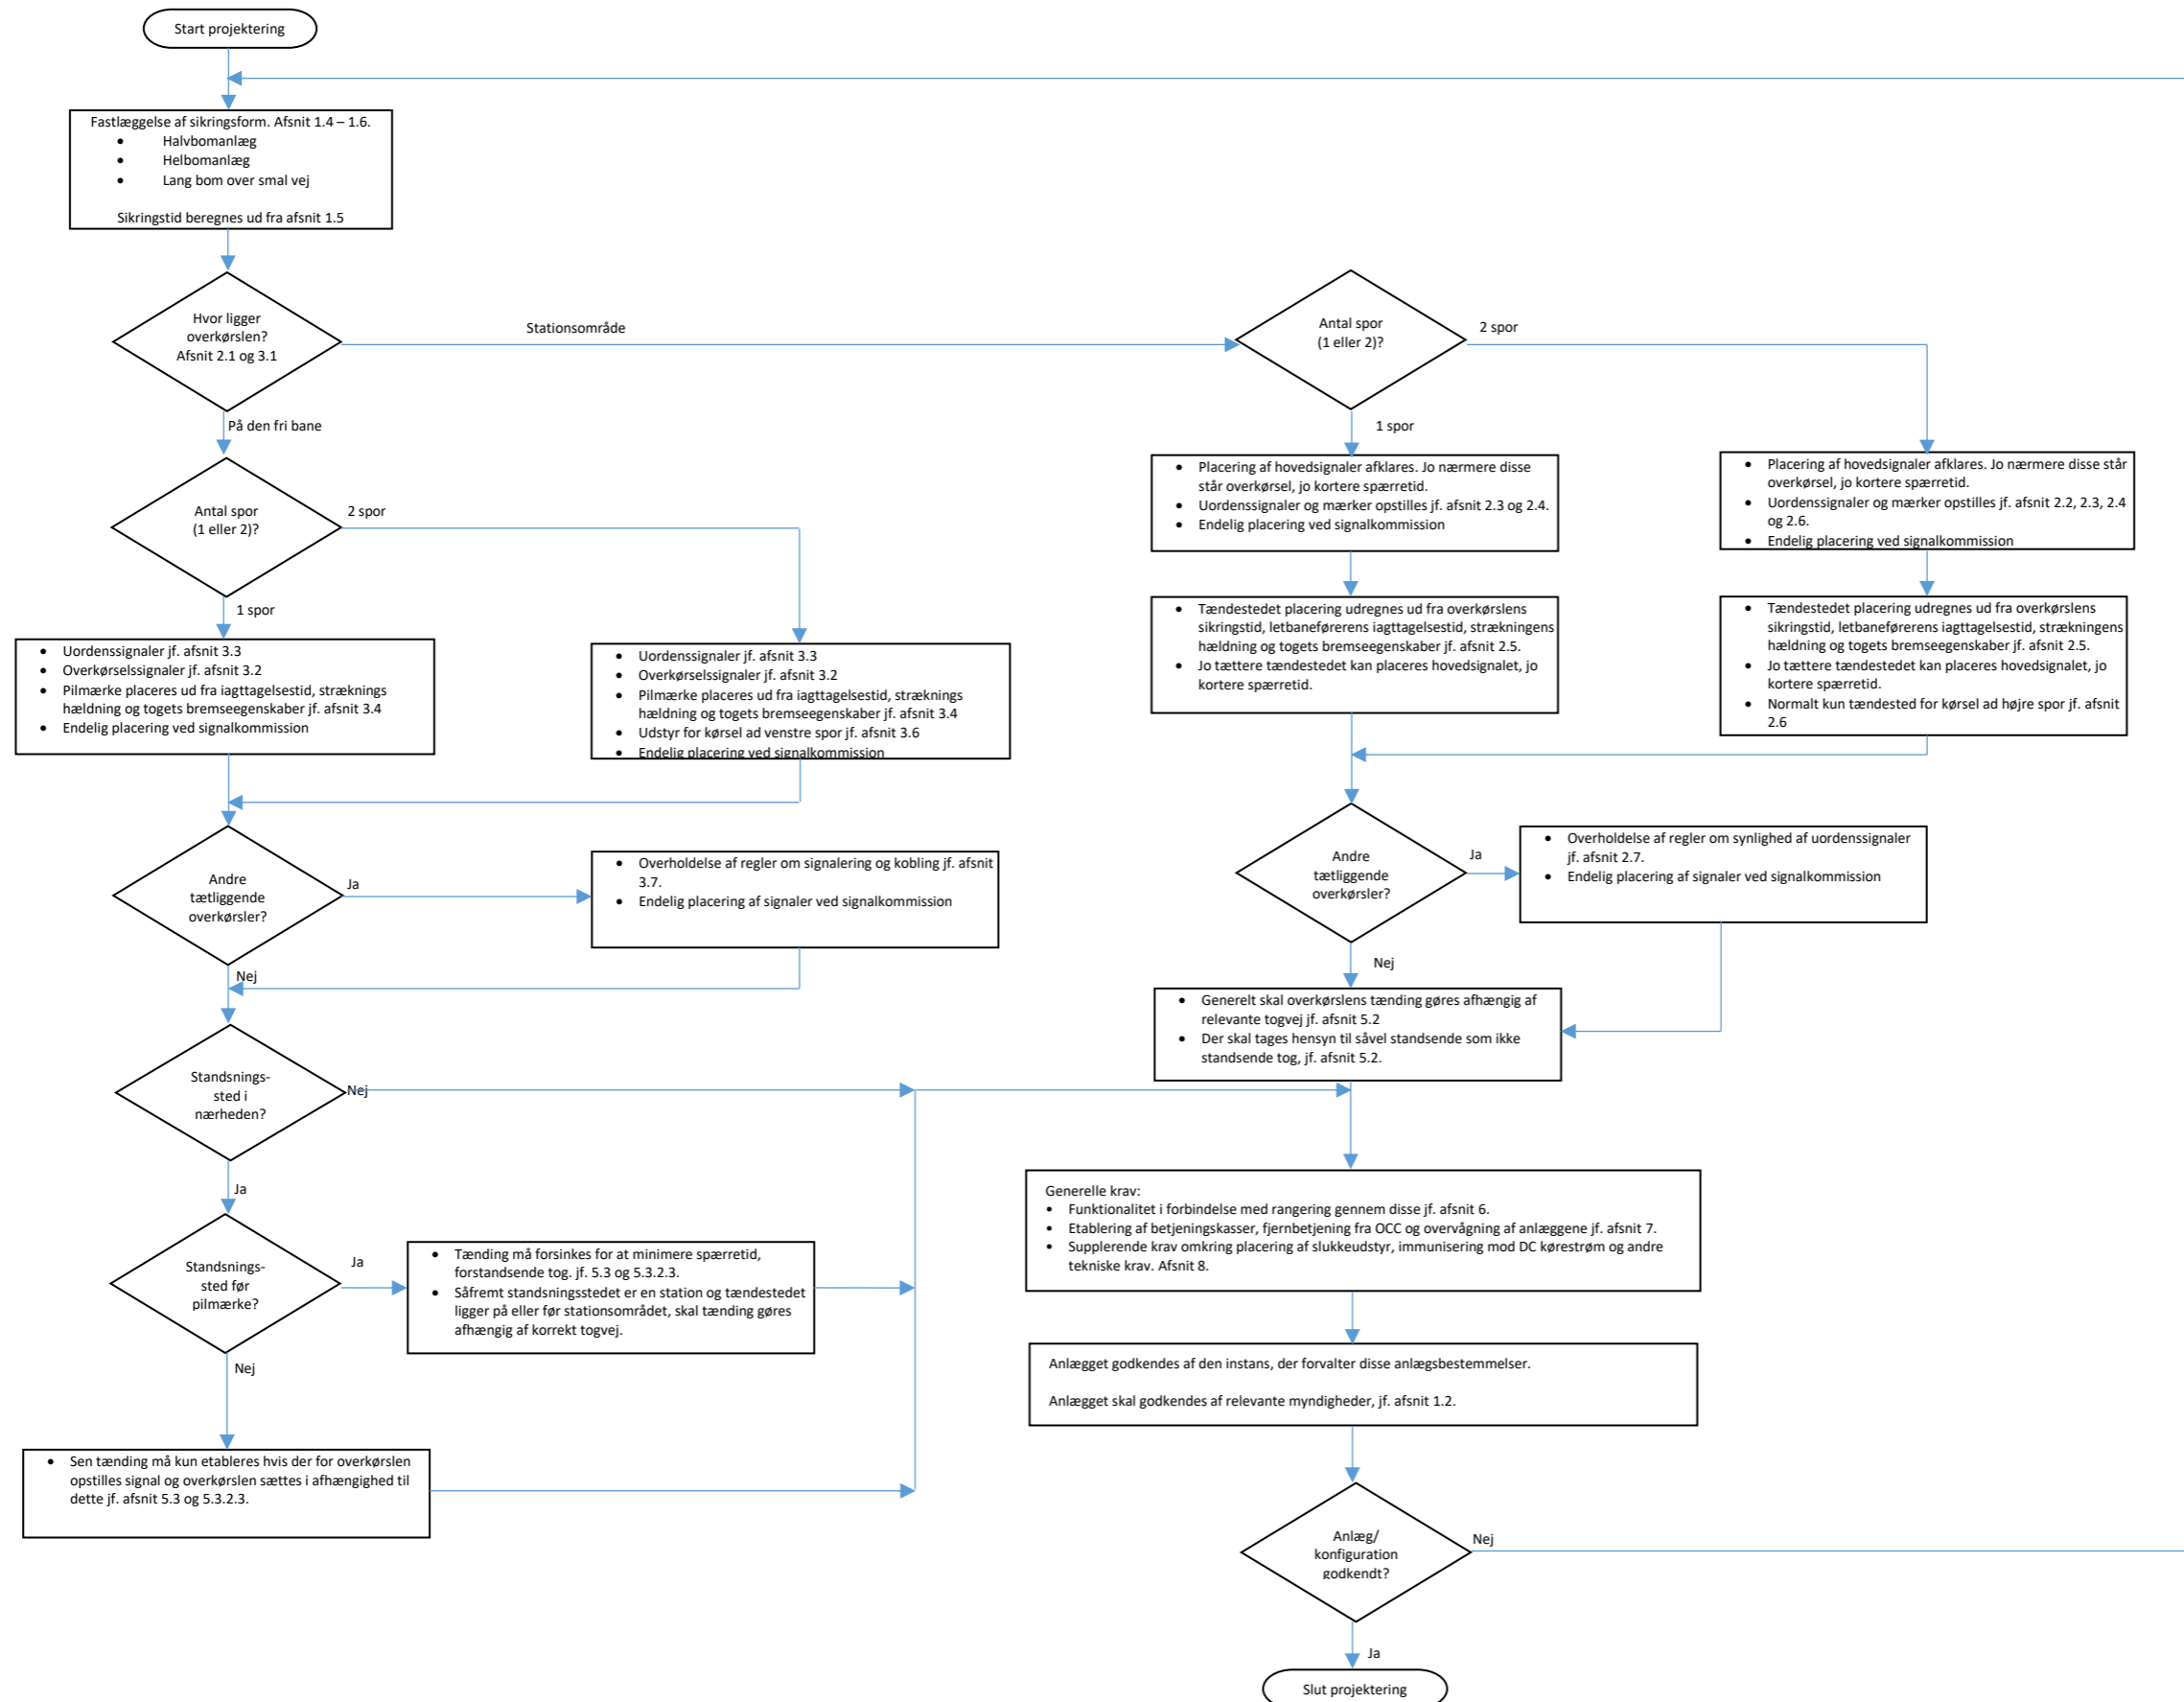 Start projektering
Fastlæggelse af sikringsform. Afsnit 1.4 – 1.6.
• Halvbomanlæg
• Helbomanlæg
• Lang bom over smal vej
Sikringstid beregnes ud fra afsnit 1.5
Hvor ligger
overkørslen?
Afsnit 2.1 og 3.1
Stationsområde
På den fri bane
Antal spor
(1 eller 2)?
2 spor
1 spor
• Uordenssignaler jf. afsnit 3.3
• Overkørselssignaler jf. afsnit 3.2
• Pilmærke placeres ud fra iagttagelsestid, stræknings
hældning og togets bremseegenskaber jf. afsnit 3.4
• Endelig placering ved signalkommission
• Uordenssignaler jf. afsnit 3.3
• Overkørselssignaler jf. afsnit 3.2
• Pilmærke placeres ud fra iagttagelsestid, stræknings
hældning og togets bremseegenskaber jf. afsnit 3.4
• Udstyr for kørsel ad venstre spor jf. afsnit 3.6
• Endelig placering ved signalkommission
Andre
tætliggende
overkørsler?
Ja
• Overholdelse af regler om signalering og kobling jf. afsnit
3.7.
• Endelig placering af signaler ved signalkommission
Nej
Standsnings-
sted i
nærheden?
Nej
Ja
Standsnings-
sted før
pilmærke?
Ja
• Tænding må forsinkes for at minimere spærretid,
forstandsende tog. jf. 5.3 og 5.3.2.3.
• Såfremt standsningsstedet er en station og tændestedet
ligger på eller før stationsområdet, skal tænding gøres
afhængig af korrekt togvej.
Nej
• Sen tænding må kun etableres hvis der for overkørslen
opstilles signal og overkørslen sættes i afhængighed til
dette jf. afsnit 5.3 og 5.3.2.3.
Antal spor
(1 eller 2)?
2 spor
1 spor
• Placering af hovedsignaler afklares. Jo nærmere disse
står overkørsel, jo kortere spærretid.
• Uordenssignaler og mærker opstilles jf. afsnit 2.3 og 2.4.
• Endelig placering ved signalkommission
• Placering af hovedsignaler afklares. Jo nærmere disse står
overkørsel, jo kortere spærretid.
• Uordenssignaler og mærker opstilles jf. afsnit 2.2, 2.3, 2.4
og 2.6.
• Endelig placering ved signalkommission
• Tændestedet placering udregnes ud fra overkørslens
sikringstid, letbaneførerens iagttagelsestid, strækningens
hældning og togets bremseegenskaber jf. afsnit 2.5.
• Jo tættere tændestedet kan placeres hovedsignalet, jo
kortere spærretid.
• Tændestedet placering udregnes ud fra overkørslens
sikringstid, letbaneførerens iagttagelsestid, strækningens
hældning og togets bremseegenskaber jf. afsnit 2.5.
• Jo tættere tændestedet kan placeres hovedsignalet, jo
kortere spærretid.
• Normalt kun tændested for kørsel ad højre spor jf. afsnit
2.6
Andre
tætliggende
overkørsler?
Ja
• Overholdelse af regler om synlighed af uordenssignaler
jf. afsnit 2.7.
• Endelig placering af signaler ved signalkommission
Nej
• Generelt skal overkørslens tænding gøres afhængig af
relevante togvej jf. afsnit 5.2
• Der skal tages hensyn til såvel standsende som ikke
standsende tog, jf. afsnit 5.2.
Generelle krav:
• Funktionalitet i forbindelse med rangering gennem disse jf. afsnit 6.
• Etablering af betjeningskasser, fjernbetjening fra OCC og overvågning af anlæggene jf. afsnit 7.
• Supplerende krav omkring placering af slukkeudstyr, immunisering mod DC kørestrøm og andre
tekniske krav. Afsnit 8.
Anlægget godkendes af den instans, der forvalter disse anlægsbestemmelser.
Anlægget skal godkendes af relevante myndigheder, jf. afsnit 1.2.
Anlæg/
konfiguration
godkendt?
Nej
Ja
Slut projektering